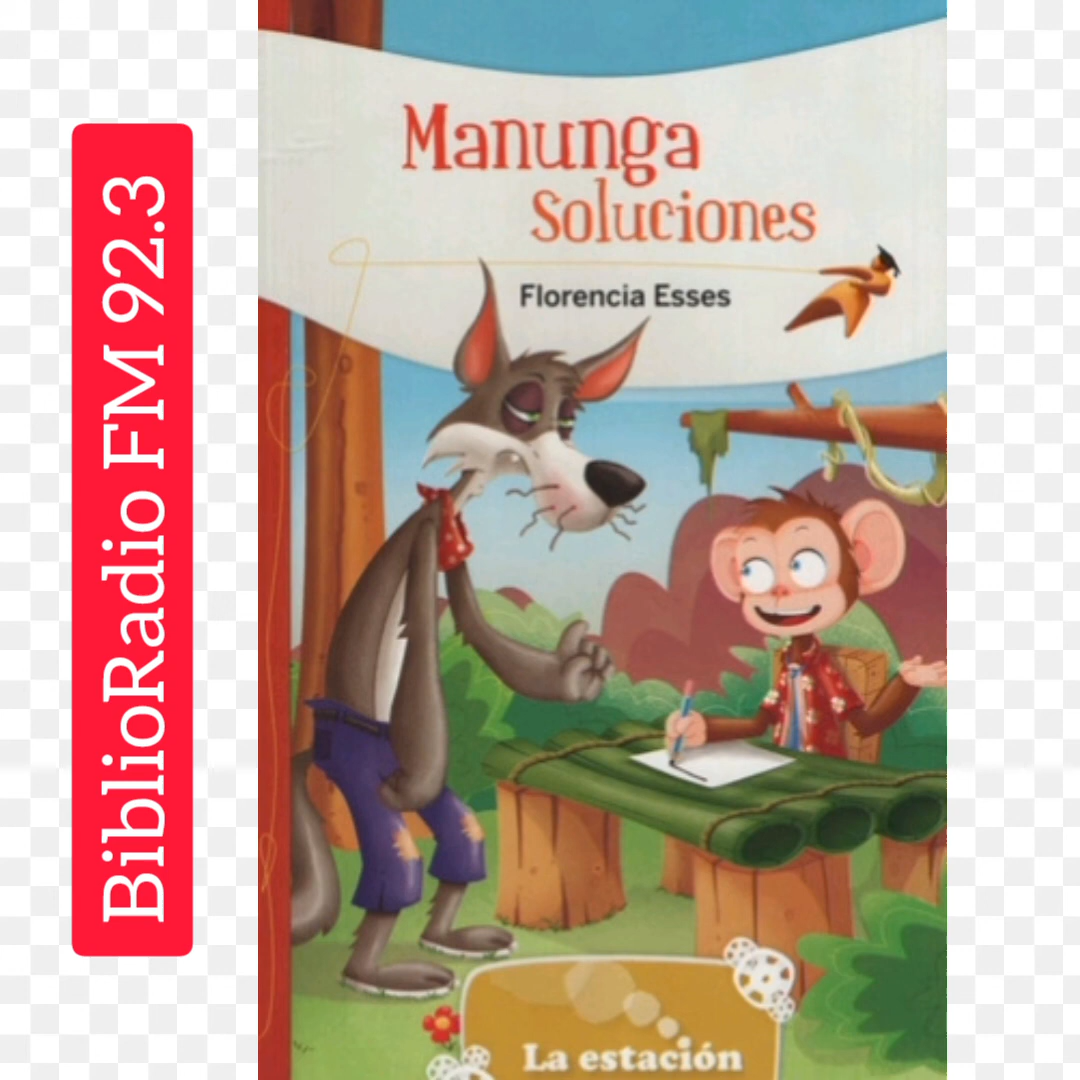 BiblioRadio FM 92.3
Manunga
Soluciones
Florencia Esses
La estación